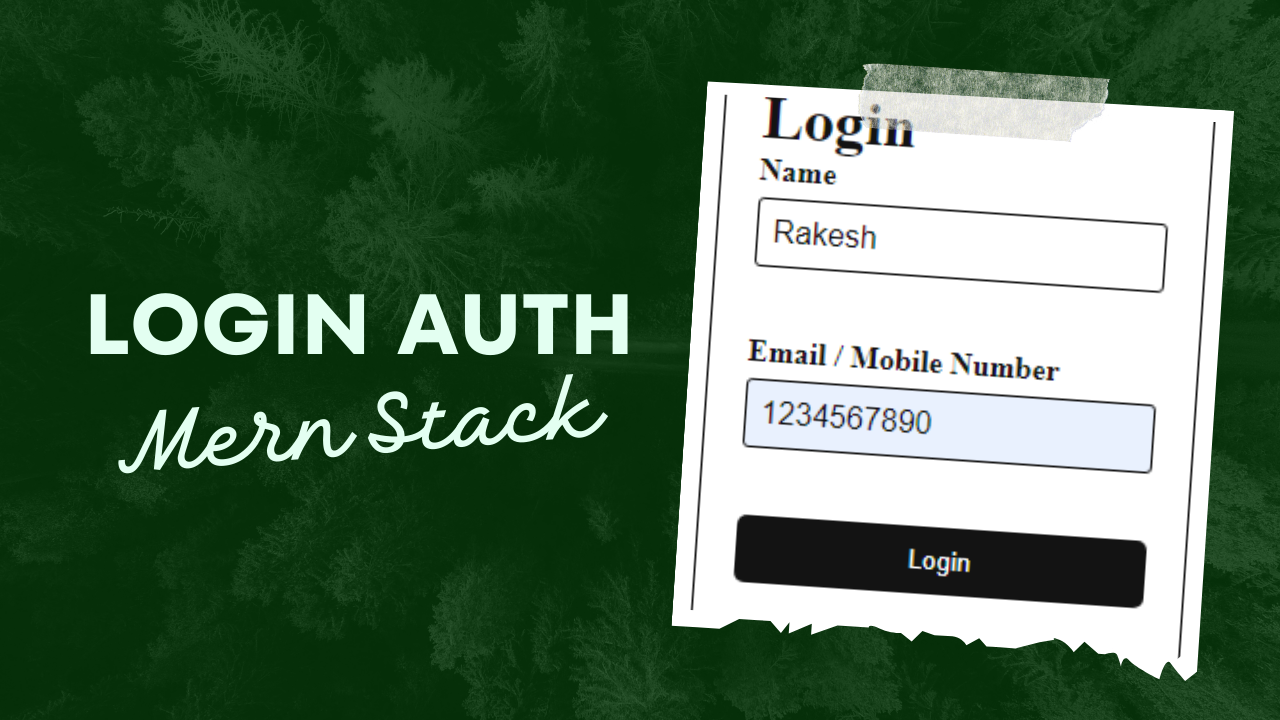 LOGIN AUTH
Mern Stack
Login
Name
Rakesh
Email / Mobile Number
1234567890
Login